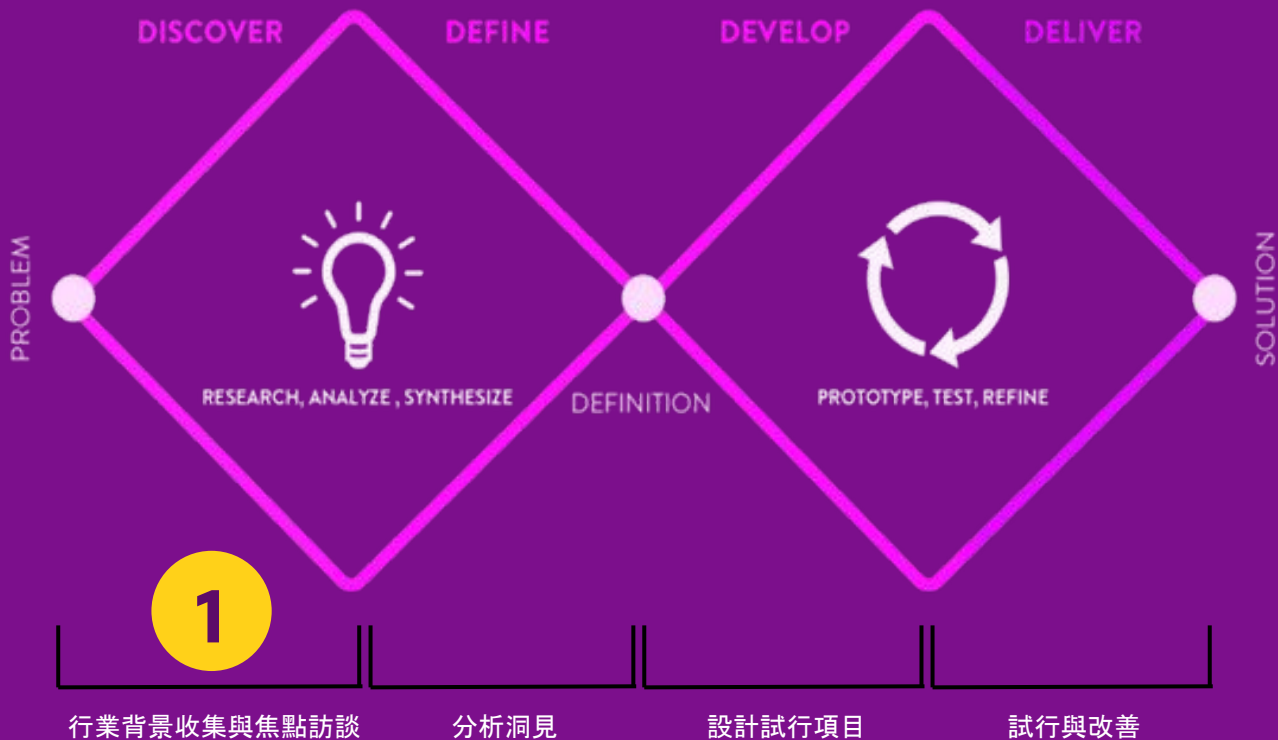 DISCOVER
DEFINE
DEVELOP
DELIVER
PROBLEM
SOLUTION
RESEARCH, ANALYZE , SYNTHESIZE
DEFINITION
PROTOTYPE, TEST, REFINE
1
行業背景收集與焦點訪談
分析洞見
設計試行項目
試行與改善